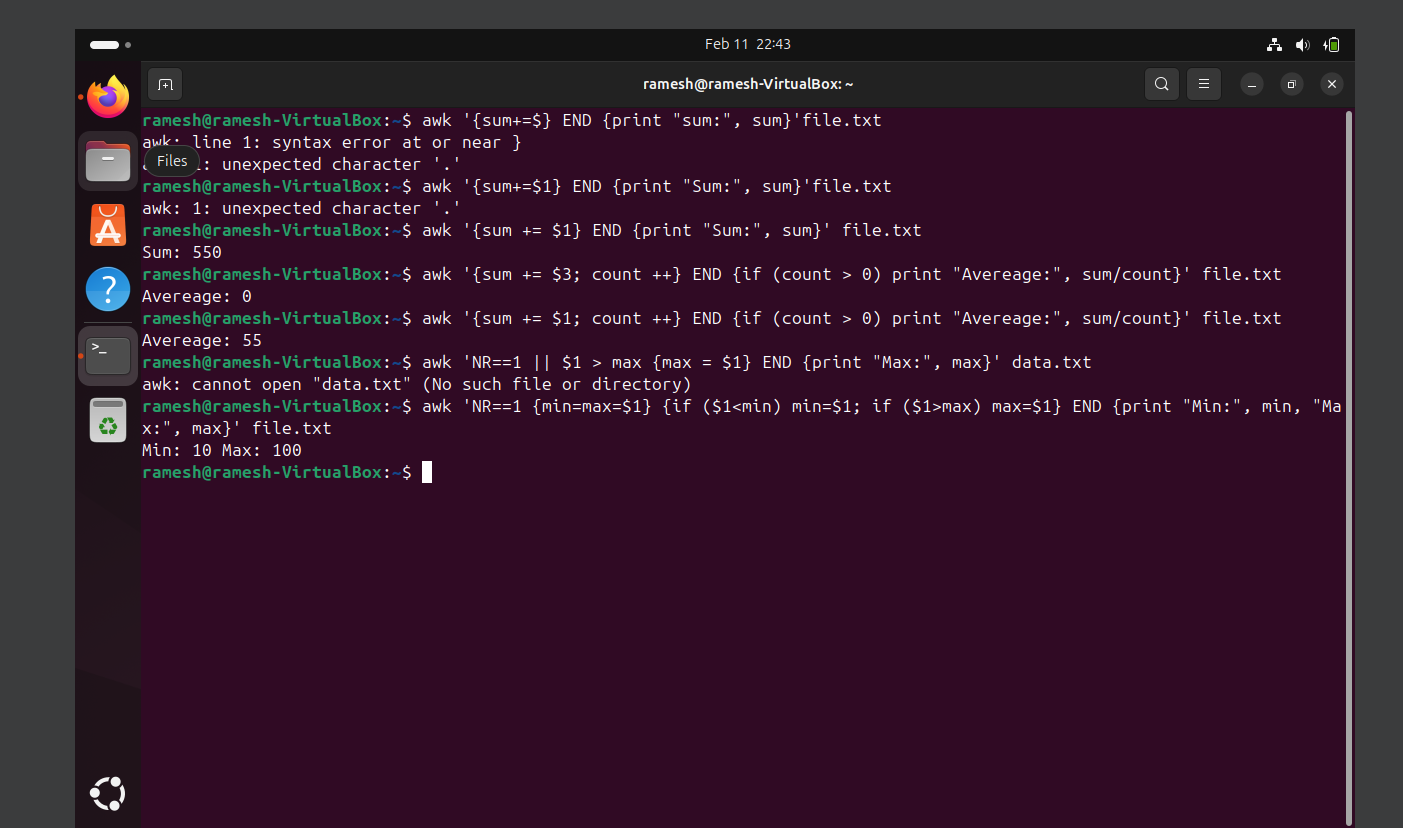 Feb 11 22:43
ramesh@ramesh-VirtualBox: ~
ramesh@ramesh-VirtualBox:~$ awk '{sum+=$} END {print "sum:", sum}'file.txt
awk: line 1: syntax error at or near }
Files
1: unexpected character '.'
ramesh@ramesh-VirtualBox:~$ awk '{sum+=$1} END {print "Sum:", sum}'file.txt
awk: 1: unexpected character '.'
ramesh@ramesh-VirtualBox:~$ awk '{sum += $1} END {print "Sum:", sum}' file.txt
Sum: 550
ramesh@ramesh-VirtualBox:~$ awk '{sum += $3; count ++} END {if (count > 0) print "Avereage:", sum/count}' file.txt
Avereage: 0
ramesh@ramesh-VirtualBox:~$ awk '{sum += $1; count ++} END {if (count > 0) print "Avereage:", sum/count}' file.txt
Avereage: 55
ramesh@ramesh-VirtualBox:~$ awk 'NR==1 || $1 > max {max = $1} END {print "Max:", max}' data.txt
awk: cannot open "data.txt" (No such file or directory)
ramesh@ramesh-VirtualBox:~$ awk 'NR==1 {min=max=$1} {if ($1<min) min=$1; if ($1>max) max=$1} END {print "Min:", min, "Ma
x:", max}' file.txt
Min: 10 Max: 100
ramesh@ramesh-VirtualBox:~$